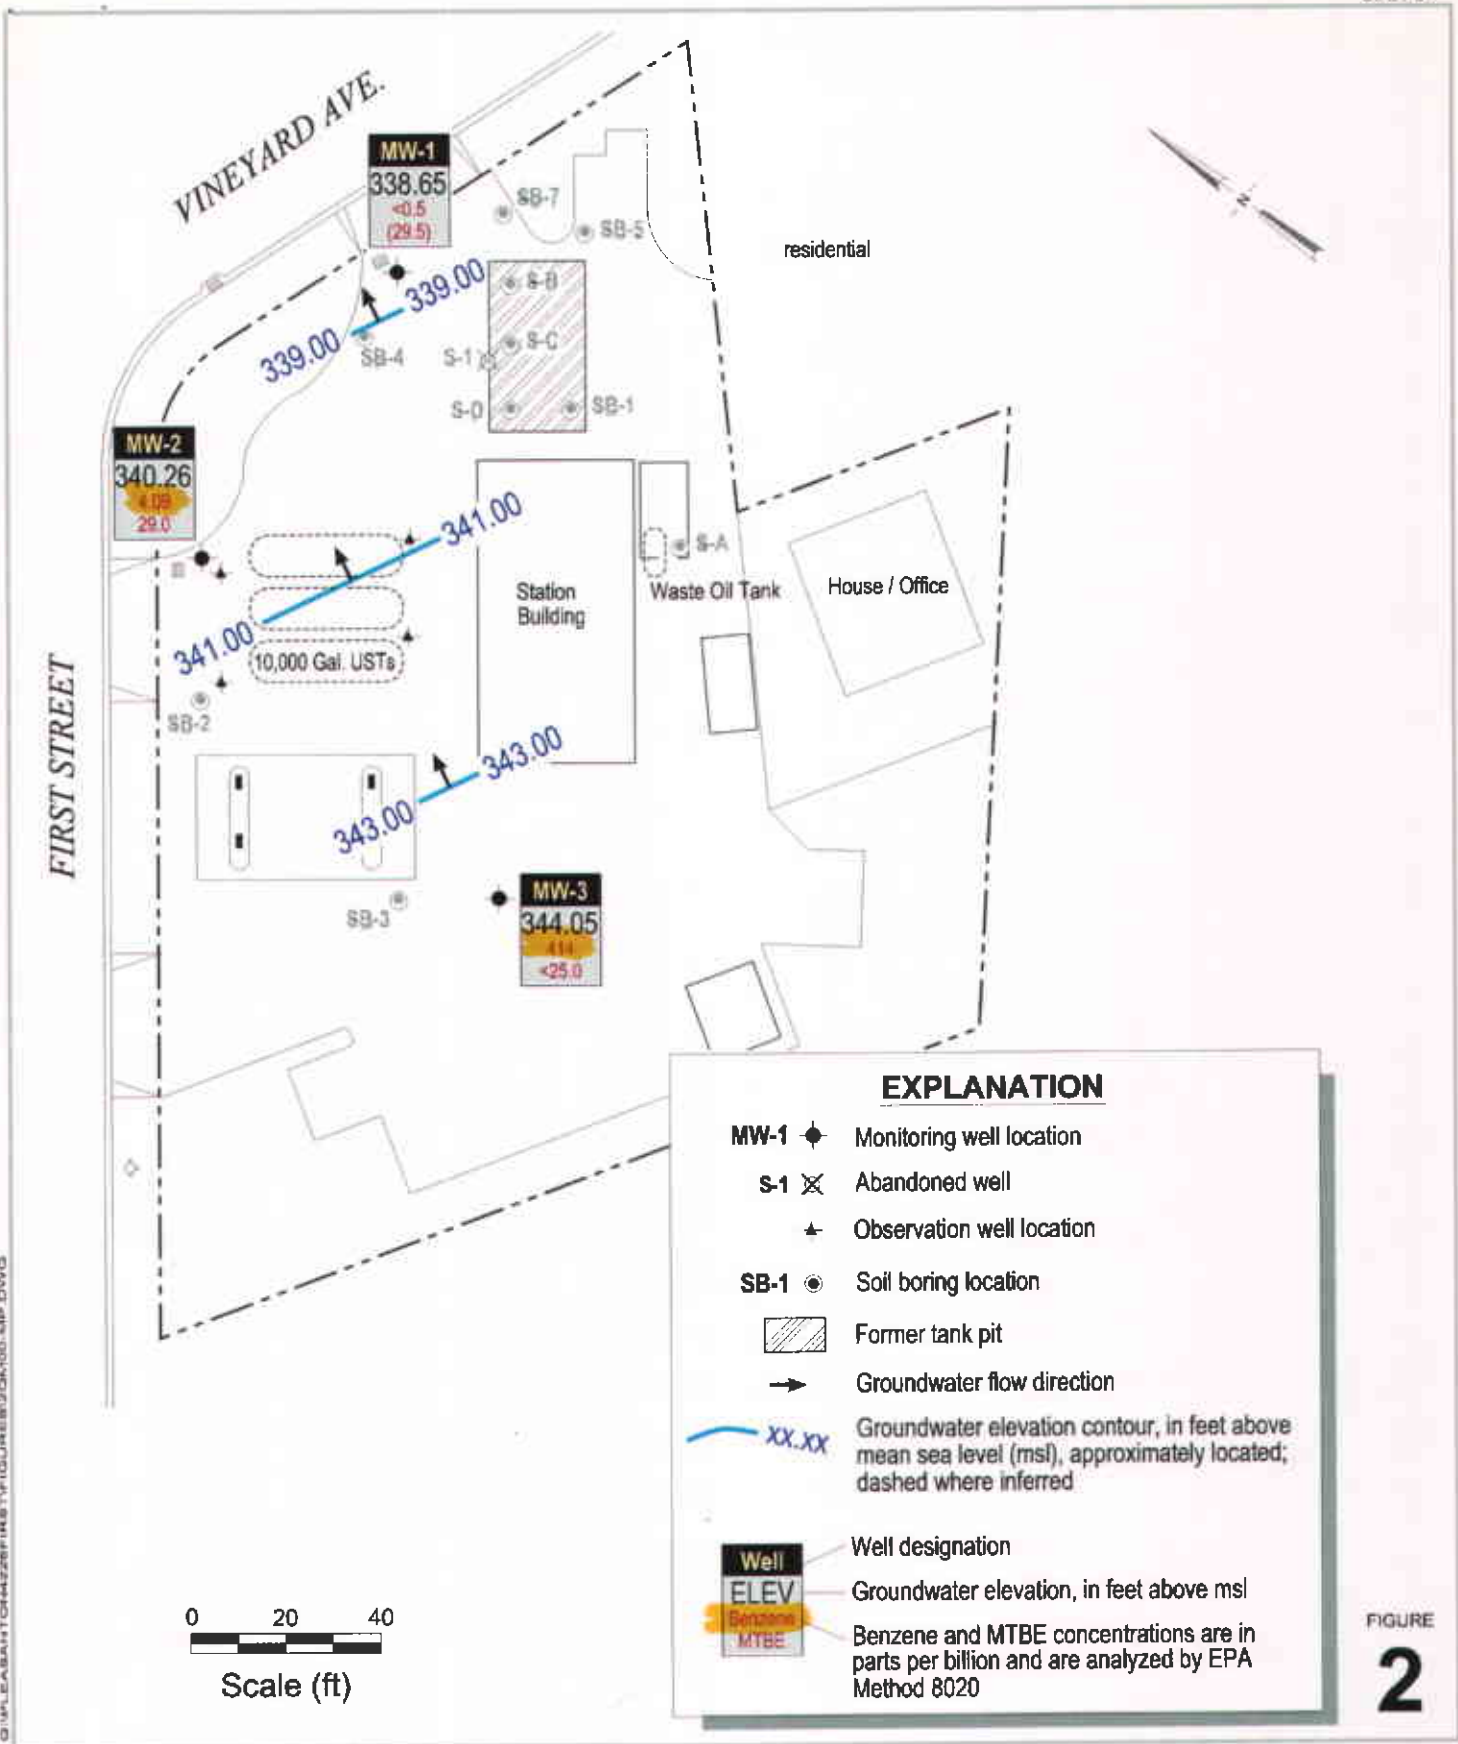 VINEYARD AVE.
MW-1
338.65
<0.5
(29.5)
SB-7
SB-5
residential
N
S-B
339.00
339.00
SB-4
S-1
S-C
S-D
SB-1
MW-2
340.26
4.09
29.0
341.00
341.00
10,000 Gal. USTs
Station
Building
S-A
Waste Oil Tank
House / Office
FIRST STREET
SB-2
343.00
343.00
SB-3
MW-3
344.05
414
<25.0
EXPLANATION
MW-1 Monitoring well location
S-1 Abandoned well
Observation well location
SB-1 Soil boring location
Former tank pit
Groundwater flow direction
XX.XX Groundwater elevation contour, in feet above
mean sea level (msl), approximately located;
dashed where inferred
Well
ELEV
Benzene
MTBE
Well designation
Groundwater elevation, in feet above msl
Benzene and MTBE concentrations are in
parts per billion and are analyzed by EPA
Method 8020
0 20 40
Scale (ft)
FIGURE
2